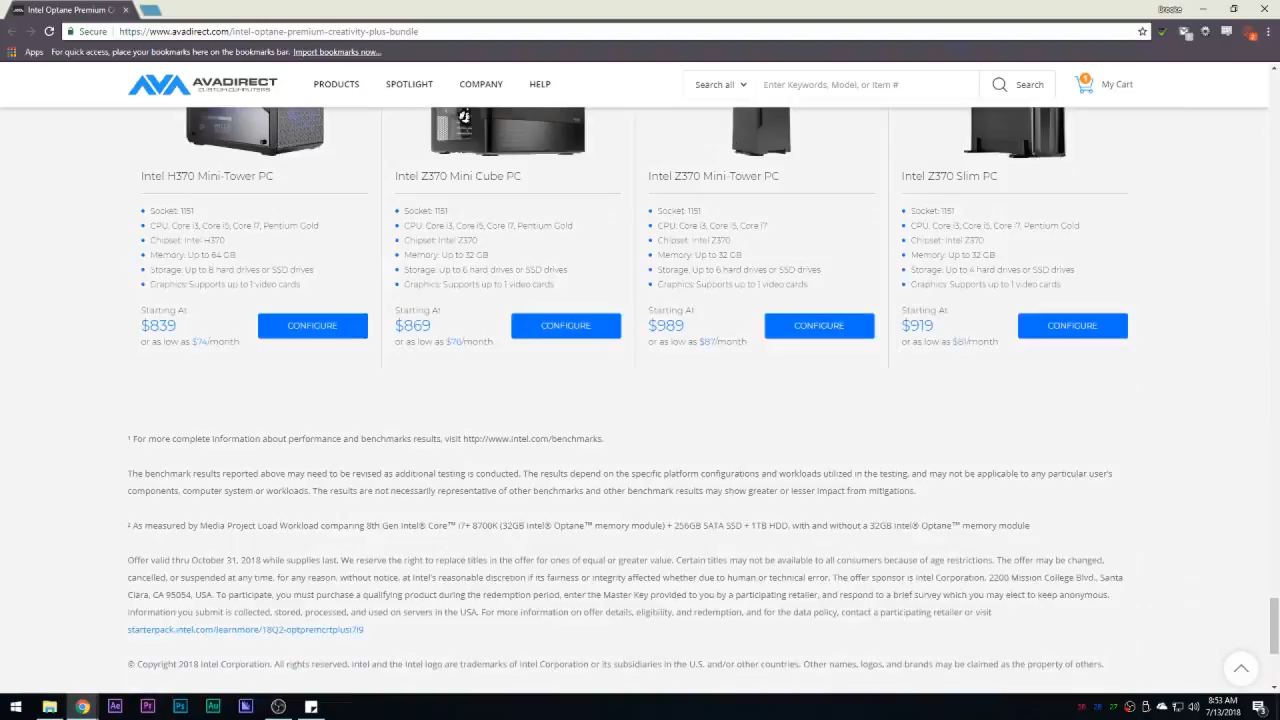 Intel Optane Premium C
Secure
https://www.avadirect.com/intel-optane-premium-creativity-plus-bundle
Apps
For quick access, place your bookmarks here on the bookmarks bar. Import bookmarks now...
AVADIRECT
CUSTOM COMPUTERS
PRODUCTS
SPOTLIGHT
COMPANY
HELP
Search all
Enter Keywords, Model, or Item #
Search
1
My Cart
Intel H370 Mini-Tower PC
Socket: 1151
CPU: Core i3, Core i5, Core i7, Pentium Gold
Chipset: Intel H370
Memory: Up to 64 GB
Storage: Up to 8 hard drives or SSD drives
Graphics: Supports up to 1 video cards
Starting At
$839
or as low as $74/month
CONFIGURE
Intel Z370 Mini Cube PC
Socket: 1151
CPU: Core i3, Core i5, Core i7, Pentium Gold
Chipset: Intel Z370
Memory: Up to 32 GB
Storage: Up to 6 hard drives or SSD drives
Graphics: Supports up to 1 video cards
Starting At
$869
or as low as $76/month
CONFIGURE
Intel Z370 Mini-Tower PC
Socket: 1151
CPU: Core i3, Core i5, Core i7
Chipset: Intel Z370
Memory: Up to 32 GB
Storage: Up to 6 hard drives or SSD drives
Graphics: Supports up to 1 video cards
Starting At
$989
or as low as $87/month
CONFIGURE
Intel Z370 Slim PC
Socket: 1151
CPU: Core i3, Core i5, Core i7, Pentium Gold
Chipset: Intel Z370
Memory: Up to 32 GB
Storage: Up to 4 hard drives or SSD drives
Graphics: Supports up to 1 video cards
Starting At
$919
or as low as $81/month
CONFIGURE
¹ For more complete information about performance and benchmarks results, visit http://www.intel.com/benchmarks.
The benchmark results reported above may need to be revised as additional testing is conducted. The results depend on the specific platform configurations and workloads utilized in the testing, and may not be applicable to any particular user's
components, computer system or workloads. The results are not necessarily representative of other benchmarks and other benchmark results may show greater or lesser impact from mitigations.
² As measured by Media Project Load Workload comparing 8th Gen Intel® Core™ i7+ 8700K (32GB Intel® Optane™ memory module) + 256GB SATA SSD + 1TB HDD, with and without a 32GB Intel® Optane™ memory module
Offer valid thru October 31, 2018 while supplies last. We reserve the right to replace titles in the offer for ones of equal or greater value. Certain titles may not be available to all consumers because of age restrictions. The offer may be changed,
cancelled, or suspended at any time, for any reason, without notice, at Intel's reasonable discretion if its fairness or integrity affected whether due to human or technical error. The offer sponsor is Intel Corporation, 2200 Mission College Blvd., Santa
Clara, CA 95054, USA. To participate, you must purchase a qualifying product during the redemption period, enter the Master Key provided to you by a participating retailer, and respond to a brief survey which you may elect to keep anonymous.
Information you submit is collected, stored, processed, and used on servers in the USA. For more information on offer details, eligibility, and redemption, and for the data policy, contact a participating retailer or visit
starterpack.intel.com/learnmore/18Q2-optpremcrtplusi7i9
© Copyright 2018 Intel Corporation. All rights reserved, intel and the Intel logo are trademarks of Intel Corporation or its subsidiaries in the U.S. and/or other countries. Other names, logos, and brands may be claimed as the property of others.
Ae
Pr
Ps
Au
27
8:53 AM
7/13/2018